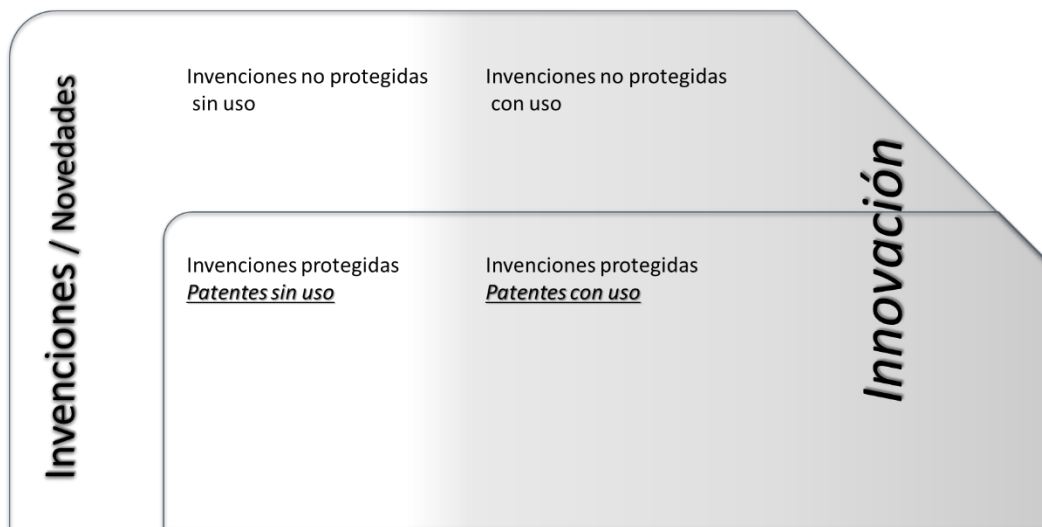 Invenciones / Novedades
Invenciones no protegidas
sin uso
Invenciones no protegidas
con uso
Invenciones protegidas
Patentes sin uso
Invenciones protegidas
Patentes con uso
Innovación